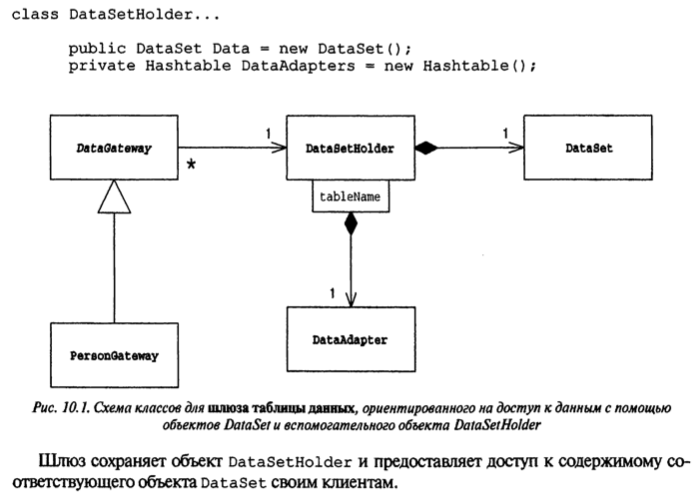 class DataSetHolder...
public DataSet Data = new DataSet();
private Hashtable DataAdapters = new Hashtable();
DataGateway
1
DataSetHolder
1
DataSet
*
tableName
1
PersonGateway
DataAdapter
Рис. 10.1. Схема классов для шлюза таблицы данных, ориентированного на доступ к данным с помощью
объектов DataSet и вспомогательного объекта DataSetHolder
Шлюз сохраняет объект DataSetHolder и предоставляет доступ к содержимому со-
ответствующего объекта DataSet своим клиентам.